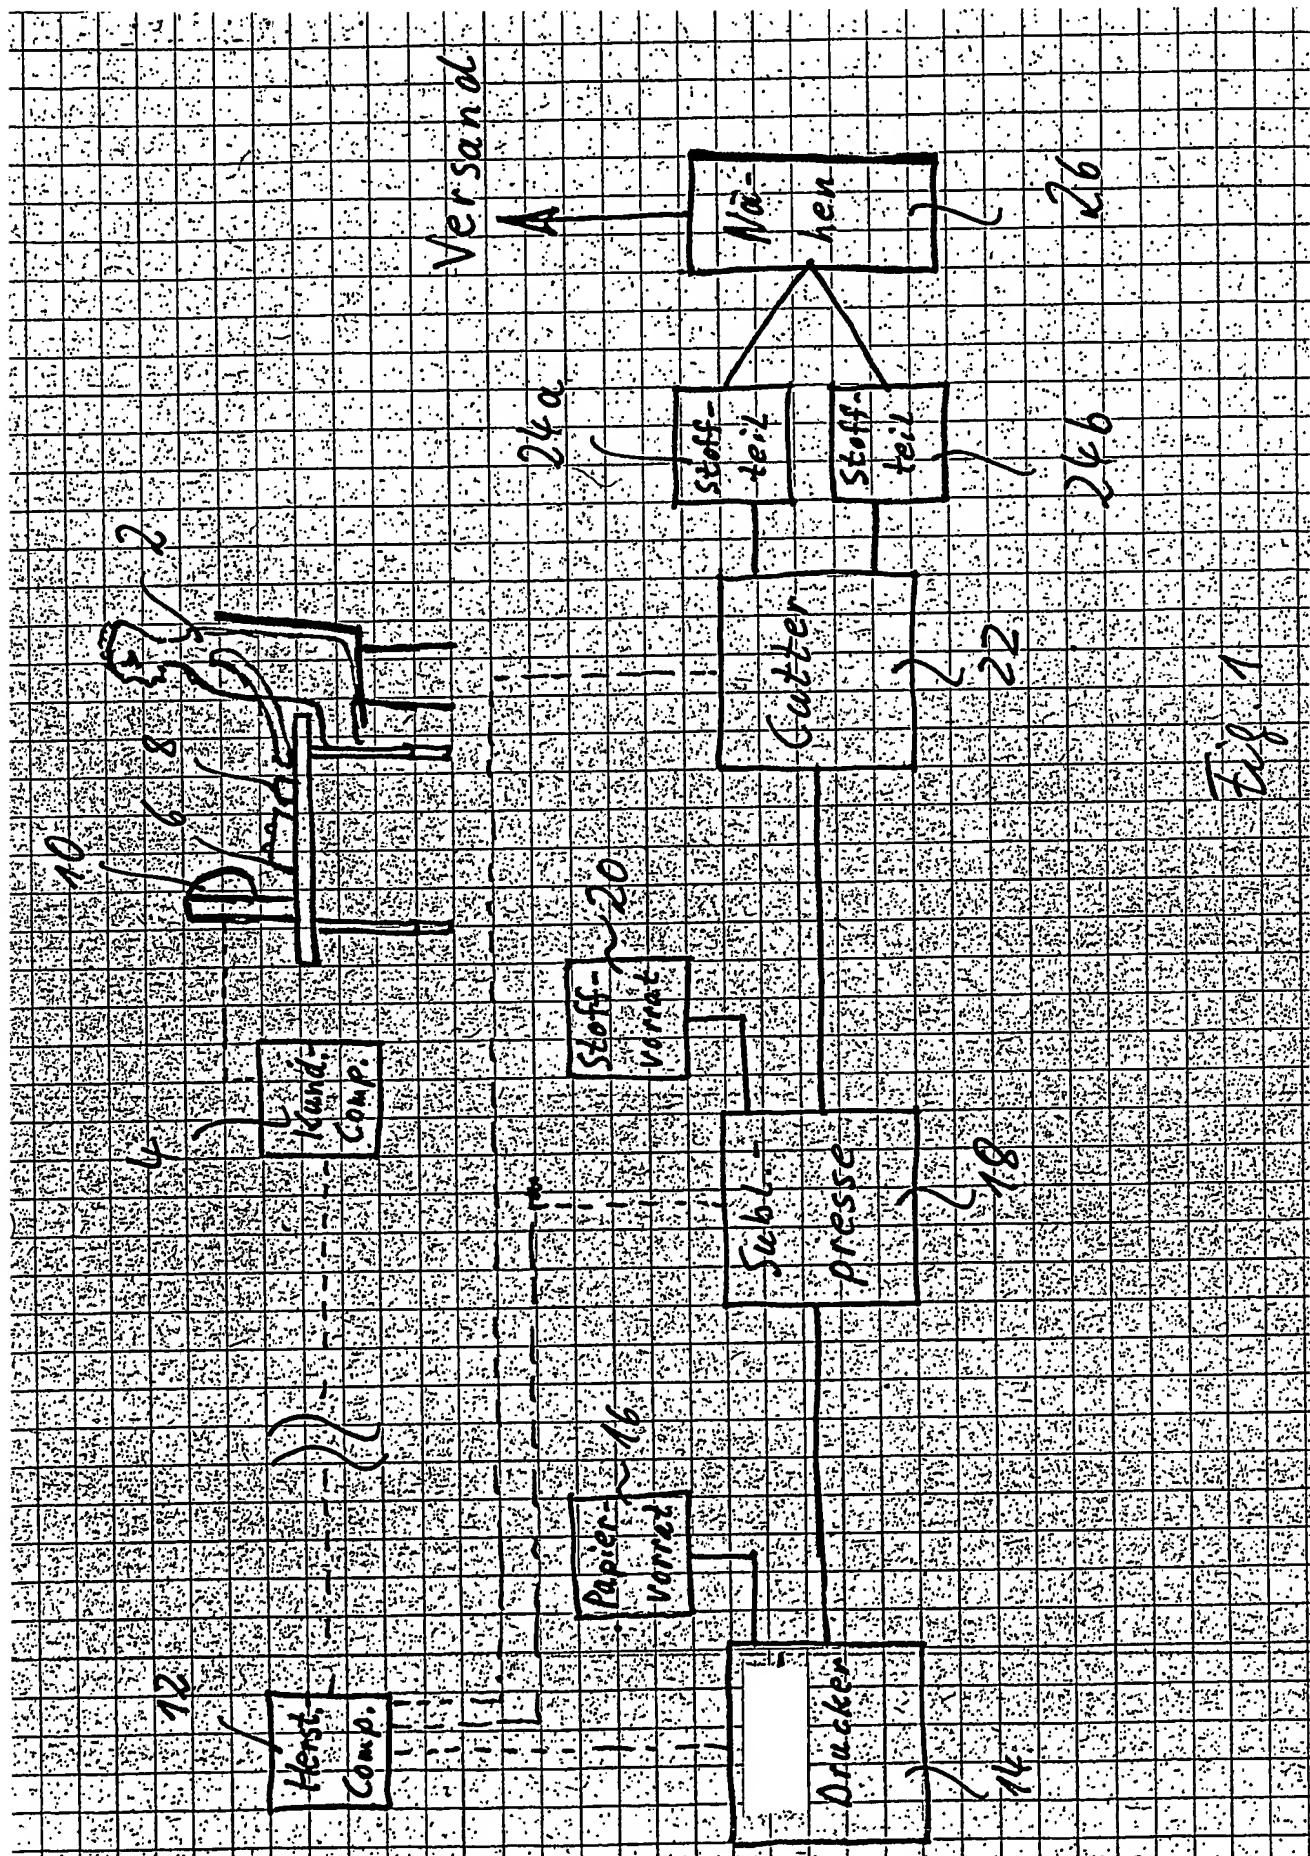 12
Herst.
Comp.
4
Kund.-
Comp.
10
6
8
2
Papier-
vorrat
16
Stoff-
vorrat
20
Drucker
14
Subl.-
presse
18
Cutter
22
24a
Stoff-
teil
Stoff-
teil
24b
Nä-
hen
26
Versand
Fig. 1